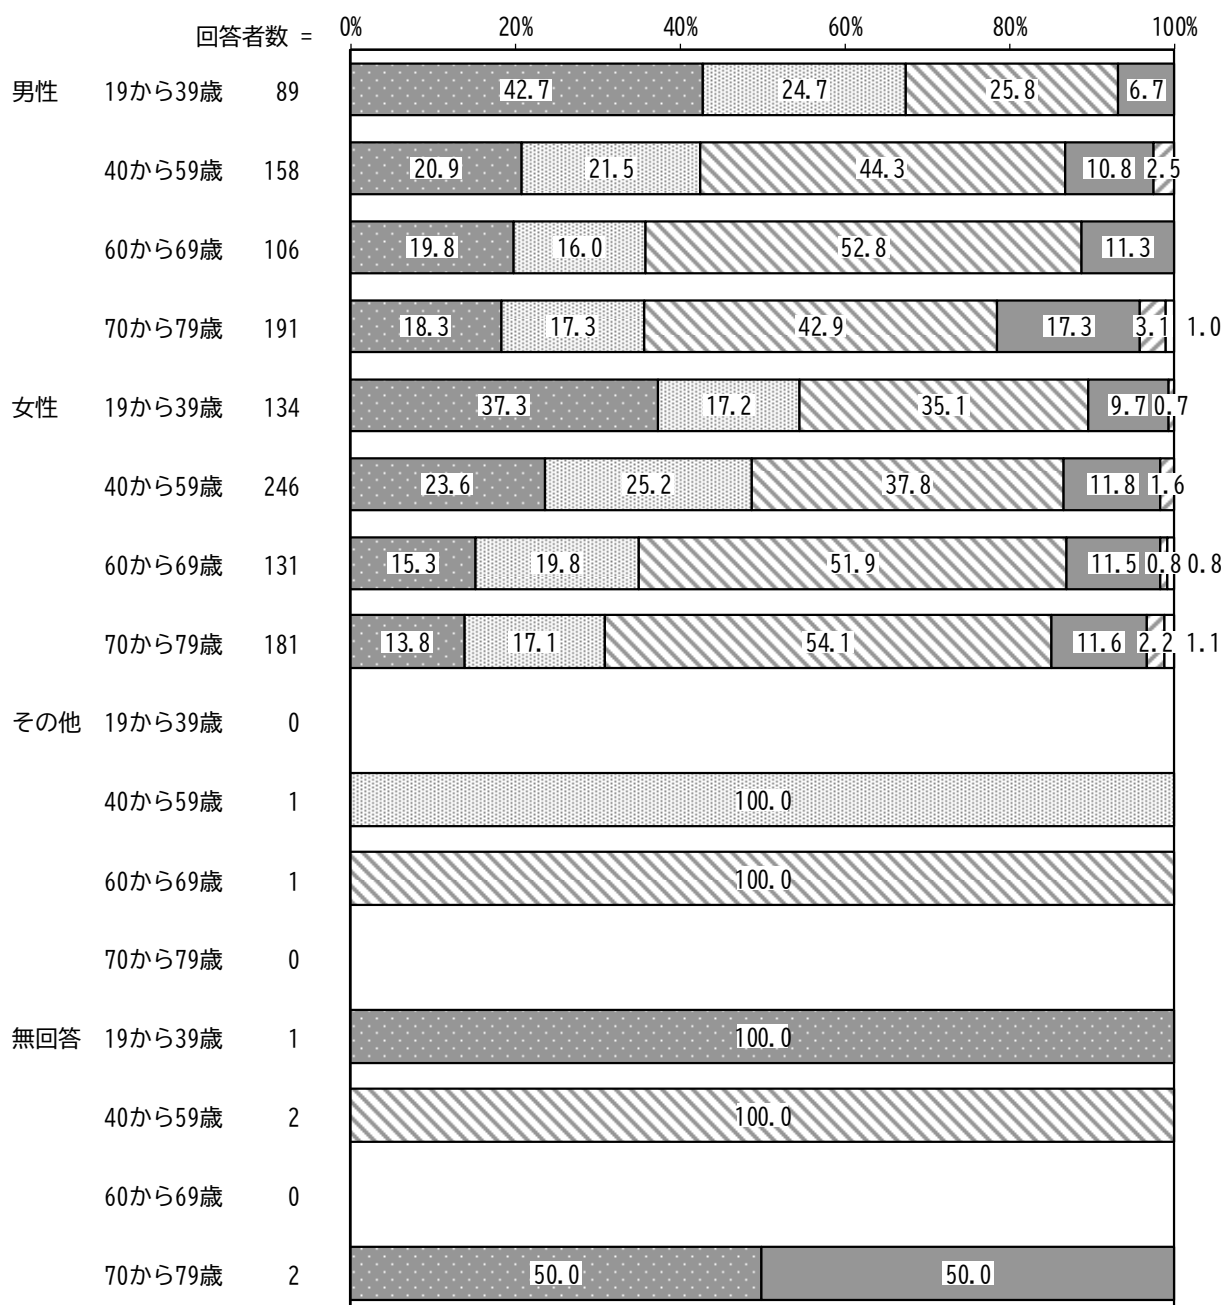 回答者数 = 0% 20% 40% 60% 80% 100%
男性 19から39歳 89 42.7 24.7 25.8 6.7
40から59歳 158 20.9 21.5 44.3 10.8 2.5
60から69歳 106 19.8 16.0 52.8 11.3
70から79歳 191 18.3 17.3 42.9 17.3 3.1 1.0
女性 19から39歳 134 37.3 17.2 35.1 9.7 0.7
40から59歳 246 23.6 25.2 37.8 11.8 1.6
60から69歳 131 15.3 19.8 51.9 11.5 0.8 0.8
70から79歳 181 13.8 17.1 54.1 11.6 2.2 1.1
その他 19から39歳 0
40から59歳 1 100.0
60から69歳 1 100.0
70から79歳 0
無回答 19から39歳 1 100.0
40から59歳 2 100.0
60から69歳 0
70から79歳 2 50.0 50.0